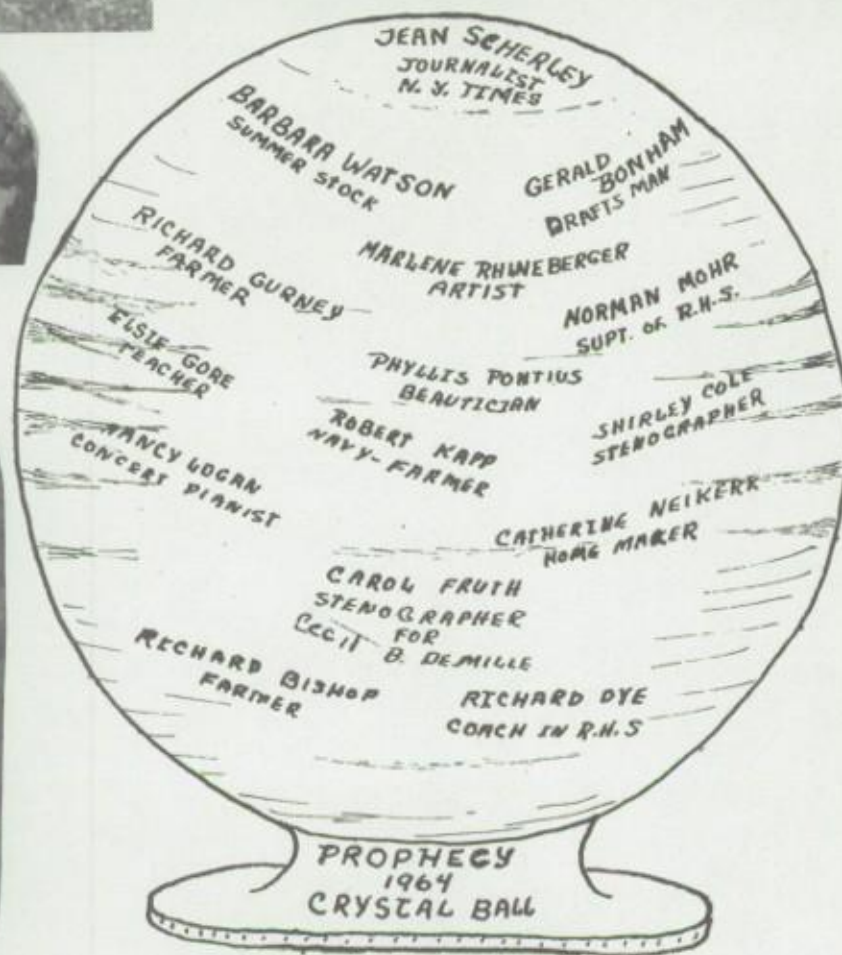 JEAN SCHERLEY
JOURNALIST
N. Y. TIMES
BARBARA WATSON
SUMMER STOCK
GERALD
BONHAM
DRAFTS MAN
RICHARD GURNEY
FARMER
MARLENE RHINEBERGER
ARTIST
NORMAN MOHR
SUPT. OF R.H.S.
ELSIE GORE
TEACHER
PHYLLIS PONTIUS
BEAUTICIAN
SHIRLEY COLE
STENOGRAPHER
NANCY LOGAN
CONCERT PIANIST
ROBERT KAPP
NAVY-FARMER
CATHERINE NEIKERK
HOME MAKER
CAROL FRUTH
STENOGRAPHER
FOR
Cecil B. DEMILLE
RICHARD BISHOP
FARMER
RICHARD DYE
COACH IN R.H.S
PROPHECY
1964
CRYSTAL BALL